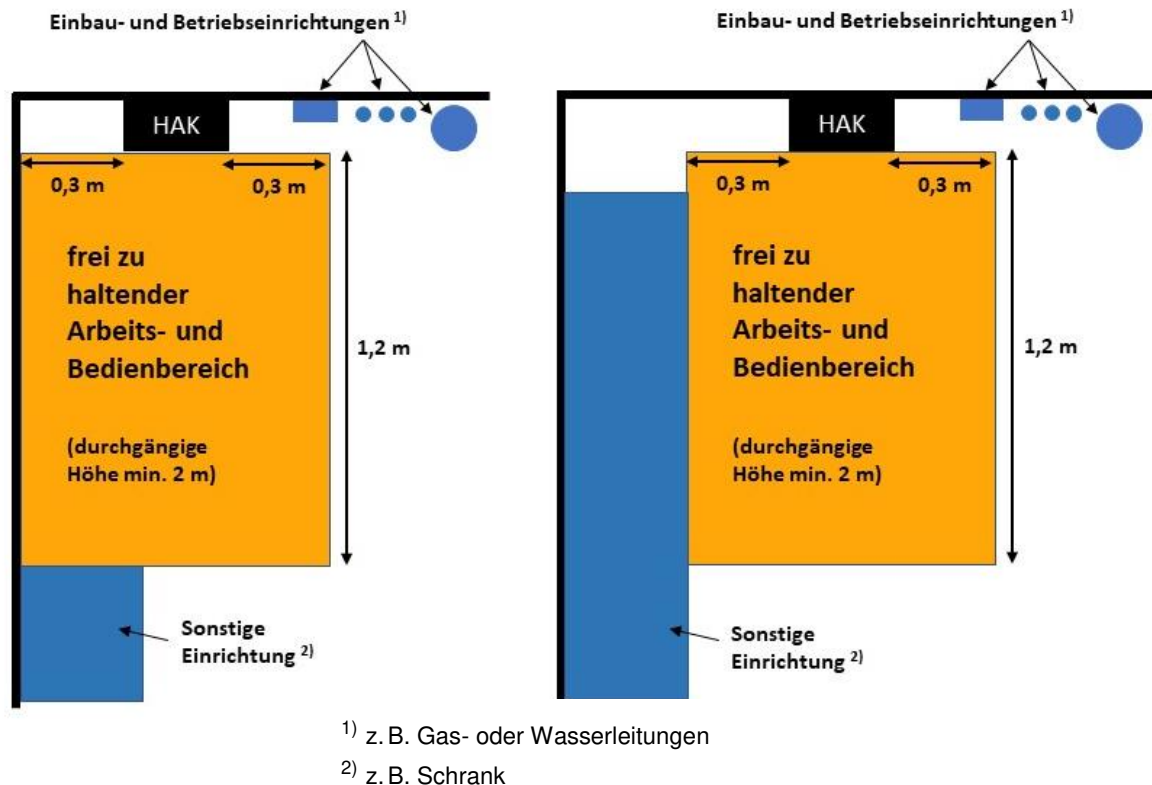 Einbau- und Betriebseinrichtungen 1)
HAK
0,3 m
0,3 m
frei zu
haltender
Arbeits- und
Bedienbereich
(durchgängige
Höhe min. 2 m)
1,2 m
Sonstige
Einrichtung 2)
Einbau- und Betriebseinrichtungen 1)
HAK
0,3 m
0,3 m
frei zu
haltender
Arbeits- und
Bedienbereich
(durchgängige
Höhe min. 2 m)
1,2 m
Sonstige
Einrichtung 2)
1) z. B. Gas- oder Wasserleitungen
2) z. B. Schrank